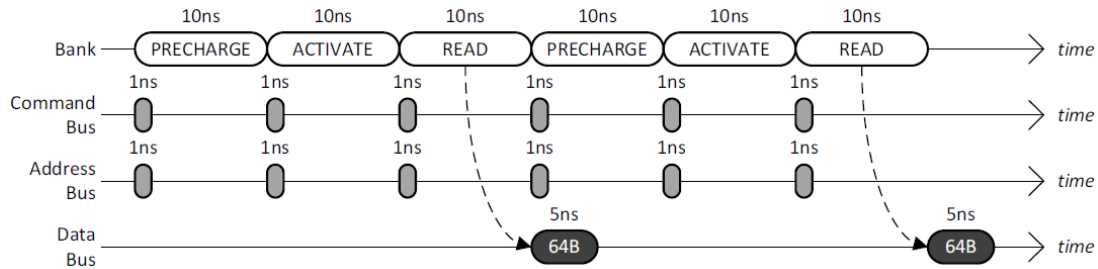 10ns 10ns 10ns 10ns 10ns 10ns
Bank PRECHARGE ACTIVATE READ PRECHARGE ACTIVATE READ time
1ns 1ns 1ns 1ns 1ns 1ns
Command
Bus time
1ns 1ns 1ns 1ns 1ns 1ns
Address
Bus time
5ns 5ns
Data
Bus 64B 64B time